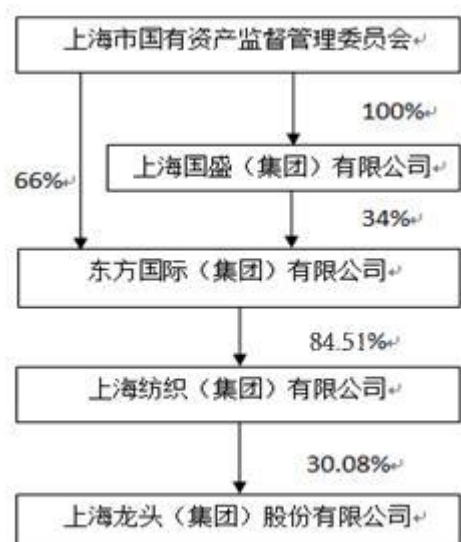 上海市国有资产监督管理委员会
100%
上海国盛（集团）有限公司
66%
34%
东方国际（集团）有限公司
84.51%
上海纺织（集团）有限公司
30.08%
上海龙头（集团）股份有限公司